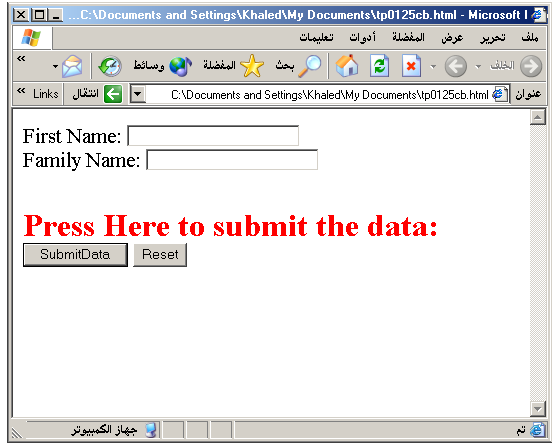 ...C:\Documents and Settings\Khaled\My Documents\tp0125cb.html - Microsoft I
ملف تحرير عرض المفضلة أدوات تعليمات
الخلف بحث المفضلة وسائط »
عنوان C:\Documents and Settings\Khaled\My Documents\tp0125cb.html انتقال Links »
First Name:
Family Name:
Press Here to submit the data:
SubmitData Reset
تم جهاز الكمبيوتر